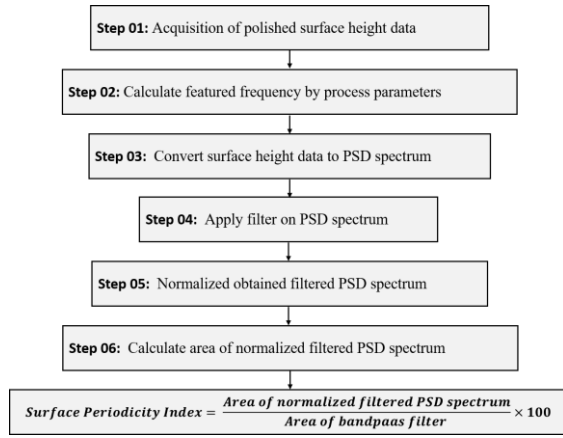 Step 01: Acquisition of polished surface height data
Step 02: Calculate featured frequency by process parameters
Step 03: Convert surface height data to PSD spectrum
Step 04: Apply filter on PSD spectrum
Step 05: Normalized obtained filtered PSD spectrum
Step 06: Calculate area of normalized filtered PSD spectrum
Surface Periodicity Index = Area of normalized filtered PSD spectrum / Area of bandpaas filter × 100